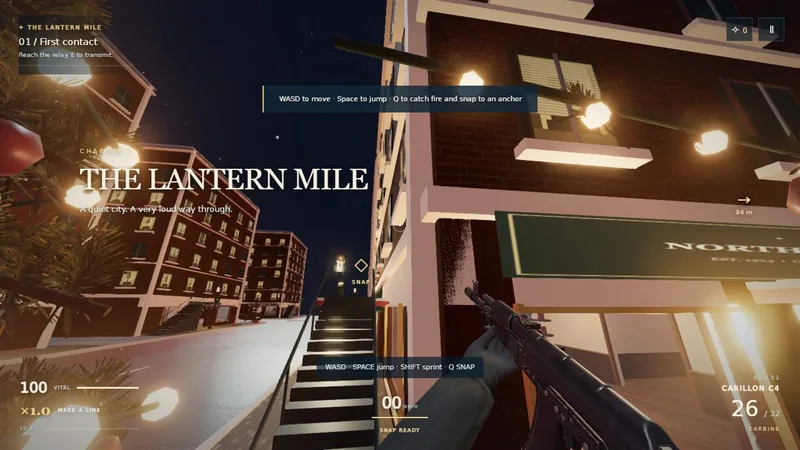 ✦ THE LANTERN MILE
01 / First contact
Reach the relay. E to transmit.
0
WASD to move · Space to jump · Q to catch fire and snap to an anchor
THE LANTERN MILE
A quiet city. A very loud way through.
→
84 m
SNAP
WASD · SPACE jump · SHIFT sprint · Q SNAP
100 VITAL
×1.0 MAKE A LINE
00
SNAP READY
CARILLON C4
26 / 32
CARBINE